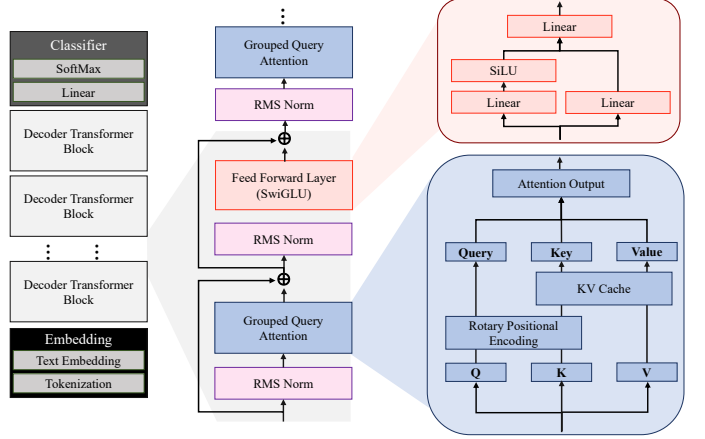 Classifier
SoftMax
Linear
Decoder Transformer
Block
Decoder Transformer
Block
Decoder Transformer
Block
Embedding
Text Embedding
Tokenization
Grouped Query
Attention
RMS Norm
Feed Forward Layer
(SwiGLU)
RMS Norm
Grouped Query
Attention
RMS Norm
Linear
SiLU
Linear
Linear
Attention Output
Query
Key
Value
KV Cache
Rotary Positional
Encoding
Q
K
V